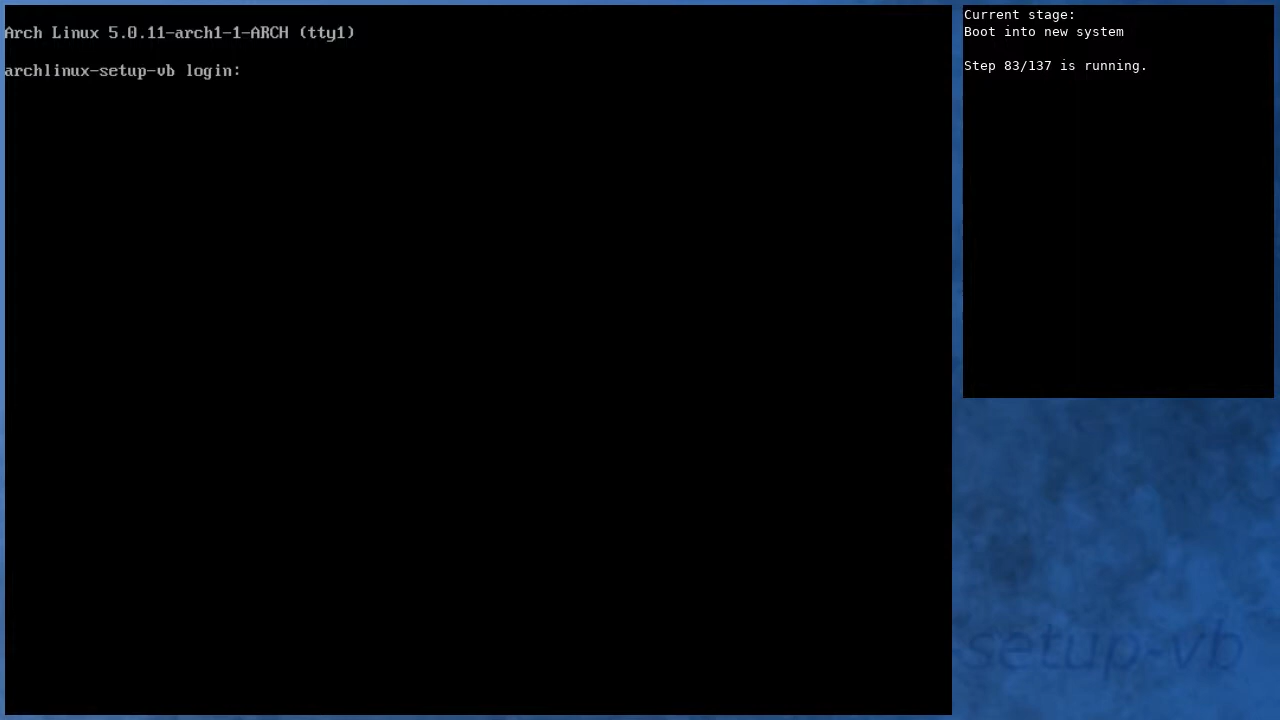 Arch Linux 5.0.11-arch1-1-ARCH (tty1)
archlinux-setup-vb login:
Current stage:
Boot into new system
Step 83/137 is running.
setup-vb